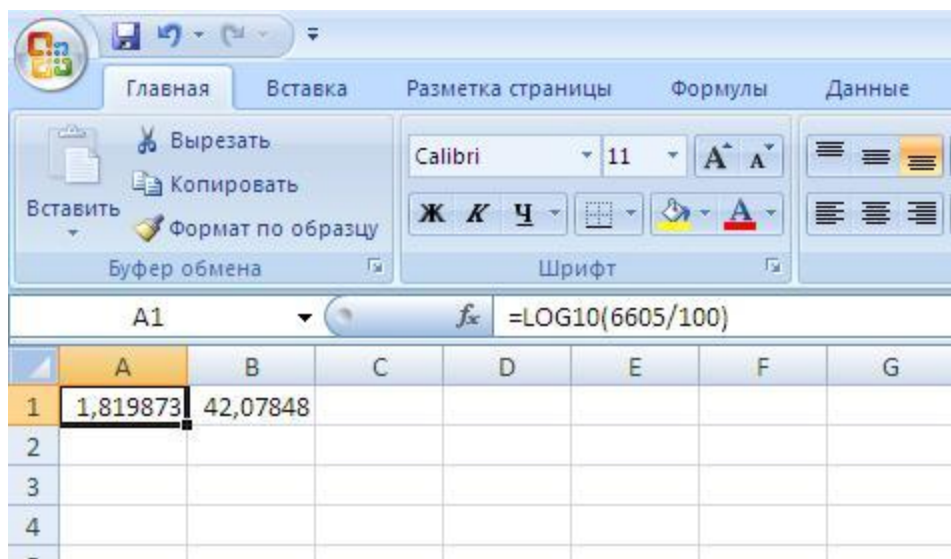 Главная Вставка Разметка страницы Формулы Данные
Вставить
Вырезать
Копировать
Формат по образцу
Буфер обмена
Calibri 11 A A
Ж К Ч A
Шрифт
A1 fx =LOG10(6605/100)
A B C D E F G
1 1,819873 42,07848
2
3
4